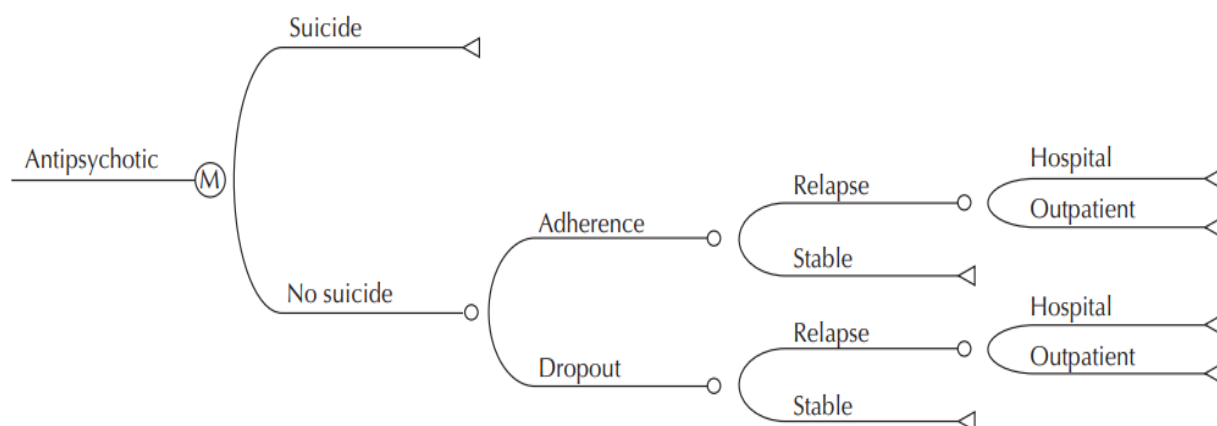 Suicide
Antipsychotic
M
No suicide
Adherence
Relapse
Hospital
Outpatient
Stable
Dropout
Relapse
Hospital
Outpatient
Stable